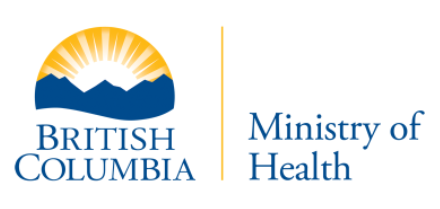 BRITISH
COLUMBIA
Ministry of
Health